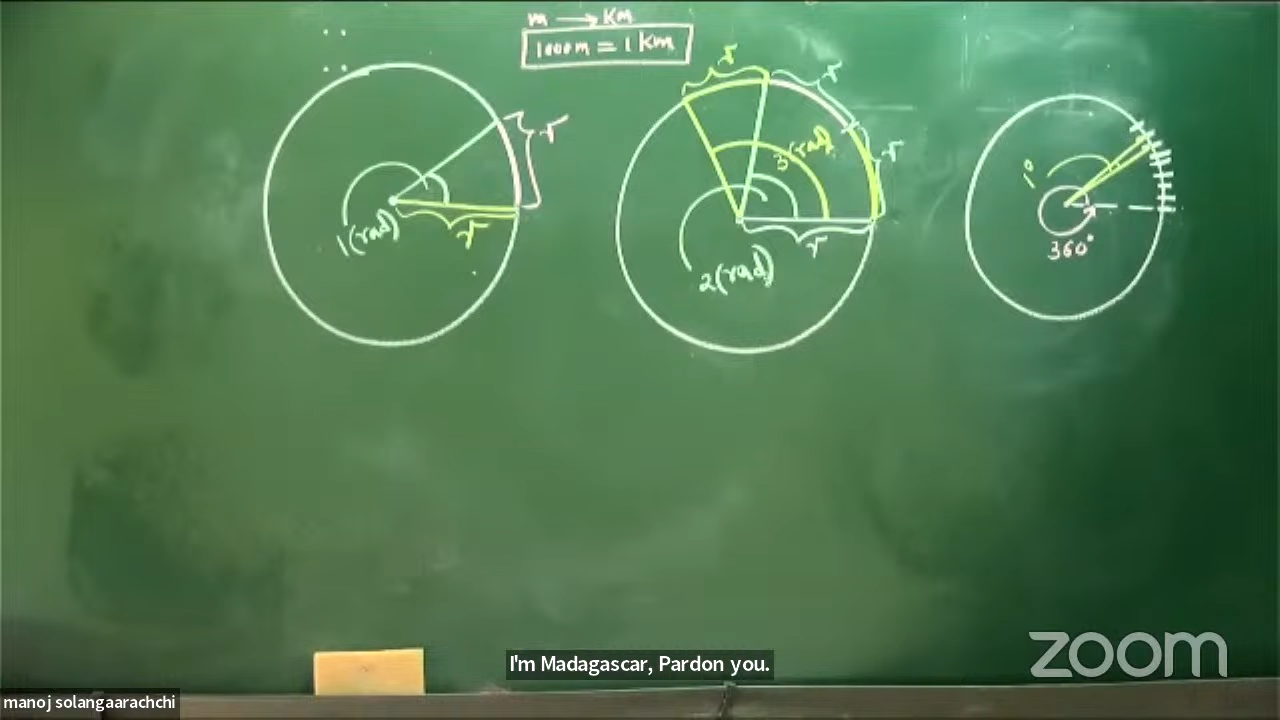 m → Km
1000m = 1 Km
r
r
1(rad)
r
r
r
r
3(rad)
2(rad)
r
1°
360°
I'm Madagascar, Pardon you.
zoom
manoj solangaarachchi